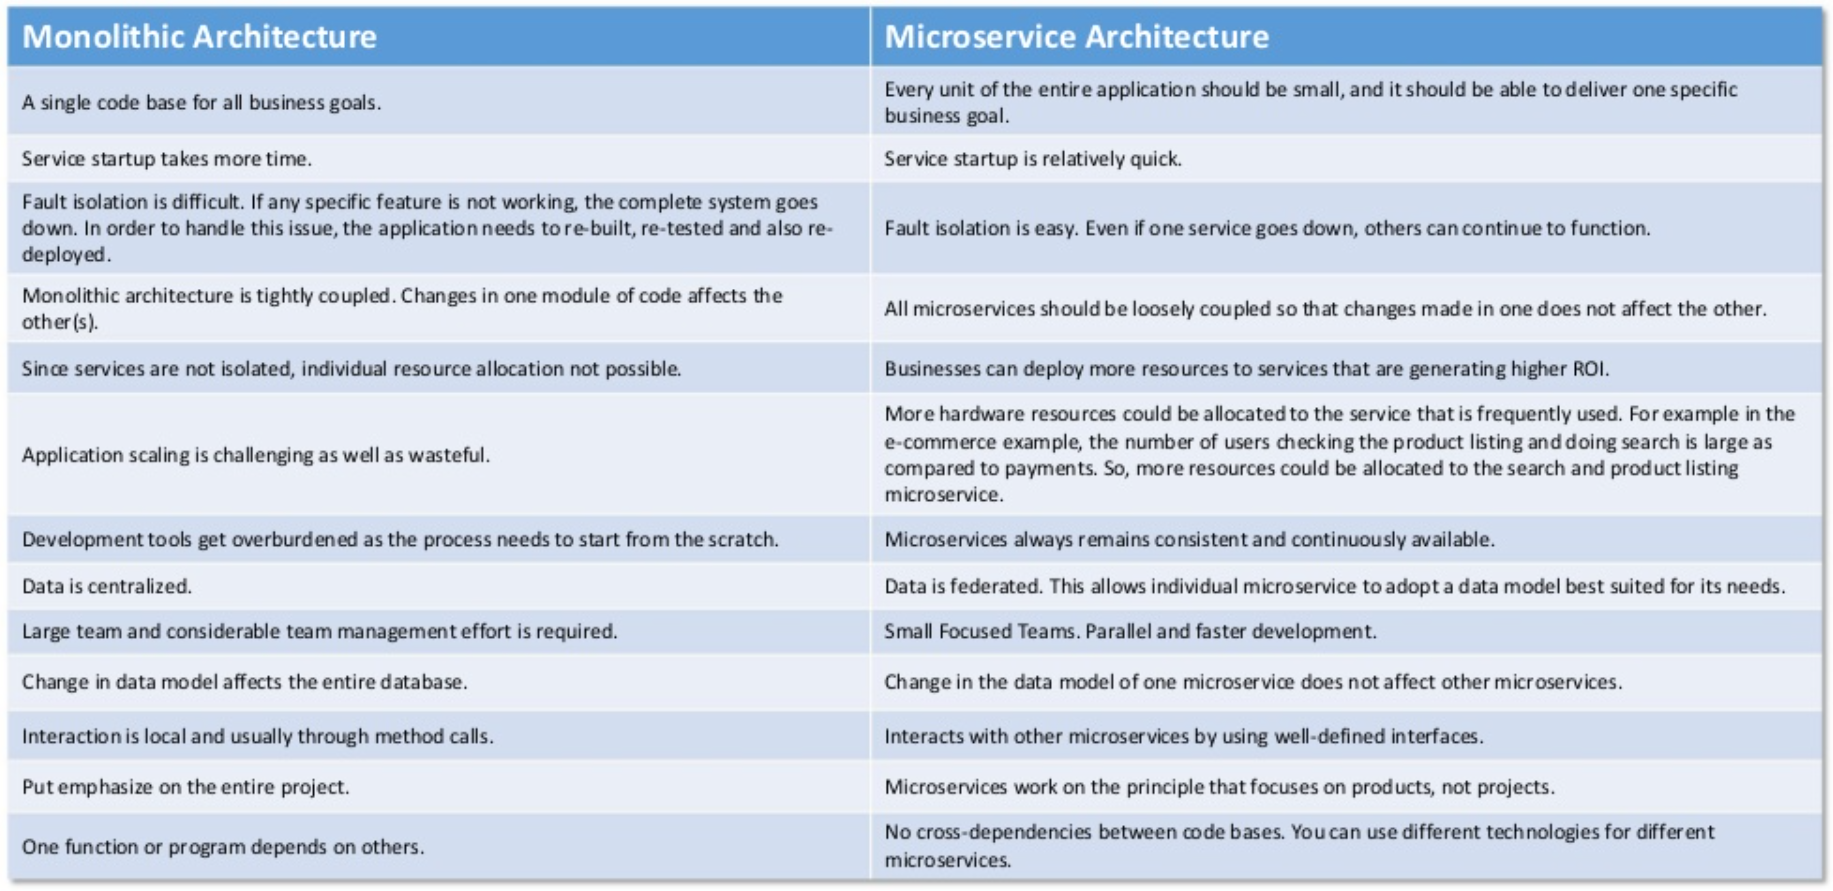 Monolithic Architecture
Microservice Architecture
A single code base for all business goals.
Every unit of the entire application should be small, and it should be able to deliver one specific
business goal.
Service startup takes more time.
Service startup is relatively quick.
Fault isolation is difficult. If any specific feature is not working, the complete system goes
down. In order to handle this issue, the application needs to re-built, re-tested and also re-
deployed.
Fault isolation is easy. Even if one service goes down, others can continue to function.
Monolithic architecture is tightly coupled. Changes in one module of code affects the
other(s).
All microservices should be loosely coupled so that changes made in one does not affect the other.
Since services are not isolated, individual resource allocation not possible.
Businesses can deploy more resources to services that are generating higher ROI.
Application scaling is challenging as well as wasteful.
More hardware resources could be allocated to the service that is frequently used. For example in the
e-commerce example, the number of users checking the product listing and doing search is large as
compared to payments. So, more resources could be allocated to the search and product listing
microservice.
Development tools get overburdened as the process needs to start from the scratch.
Microservices always remains consistent and continuously available.
Data is centralized.
Data is federated. This allows individual microservice to adopt a data model best suited for its needs.
Large team and considerable team management effort is required.
Small Focused Teams. Parallel and faster development.
Change in data model affects the entire database.
Change in the data model of one microservice does not affect other microservices.
Interaction is local and usually through method calls.
Interacts with other microservices by using well-defined interfaces.
Put emphasize on the entire project.
Microservices work on the principle that focuses on products, not projects.
One function or program depends on others.
No cross-dependencies between code bases. You can use different technologies for different
microservices.